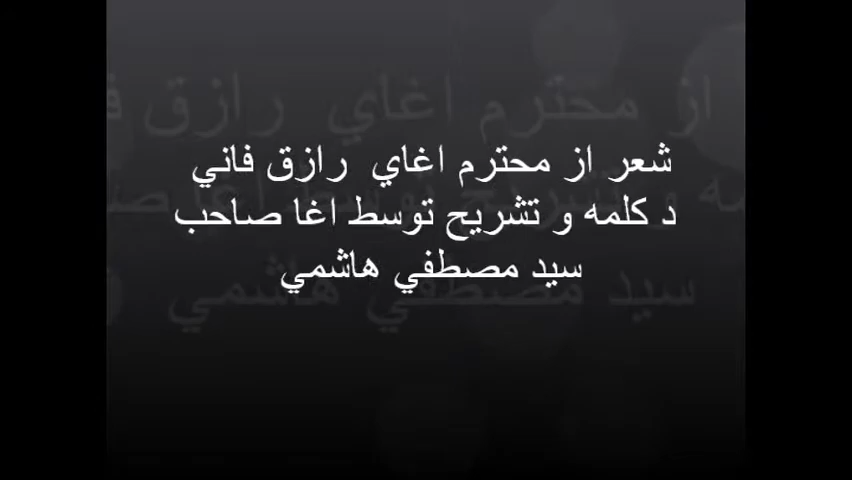 شعر از محترم اغاي رازق فاني
د كلمه و تشريح توسط اغا صاحب
سيد مصطفي هاشمي